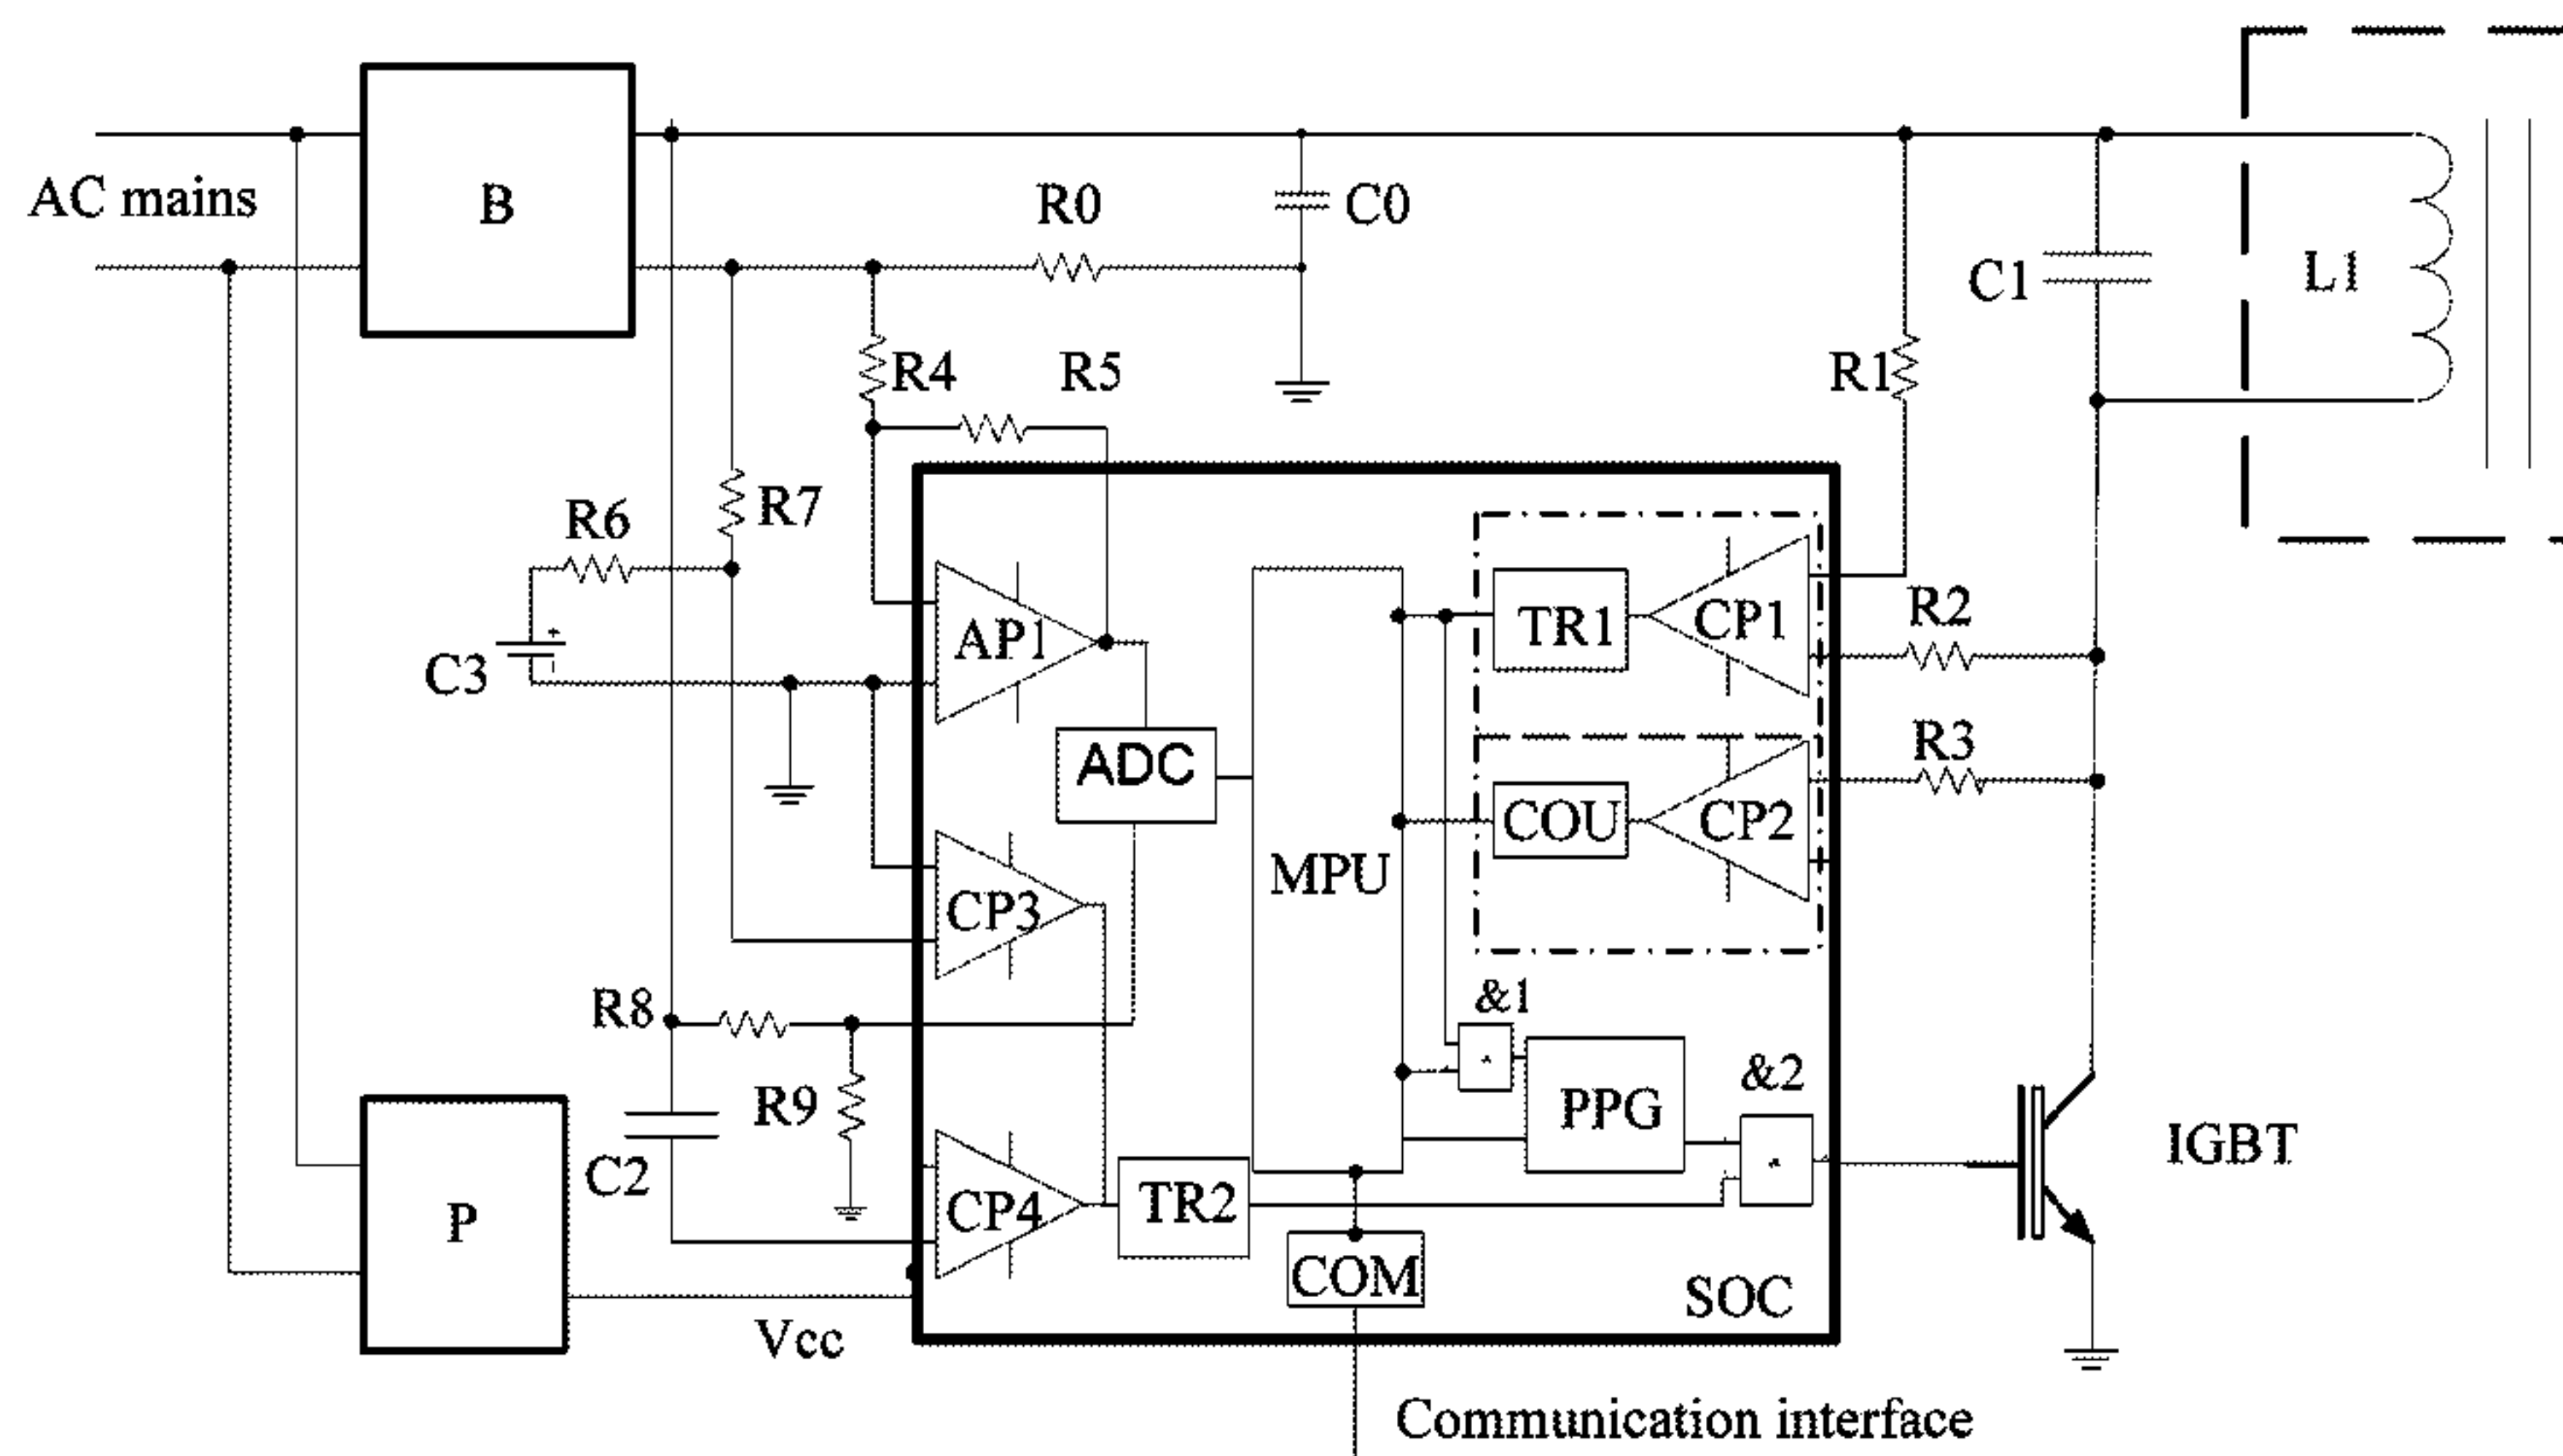 AC mains
B
R0
C0
C1
L1
R4
R5
R1
R6
R7
C3
AP1
TR1
CP1
R2
ADC
R3
COU
CP2
MPU
CP3
R8
&1
R9
PPG
&2
C2
IGBT
P
CP4
TR2
COM
SOC
Vcc
Communication interface